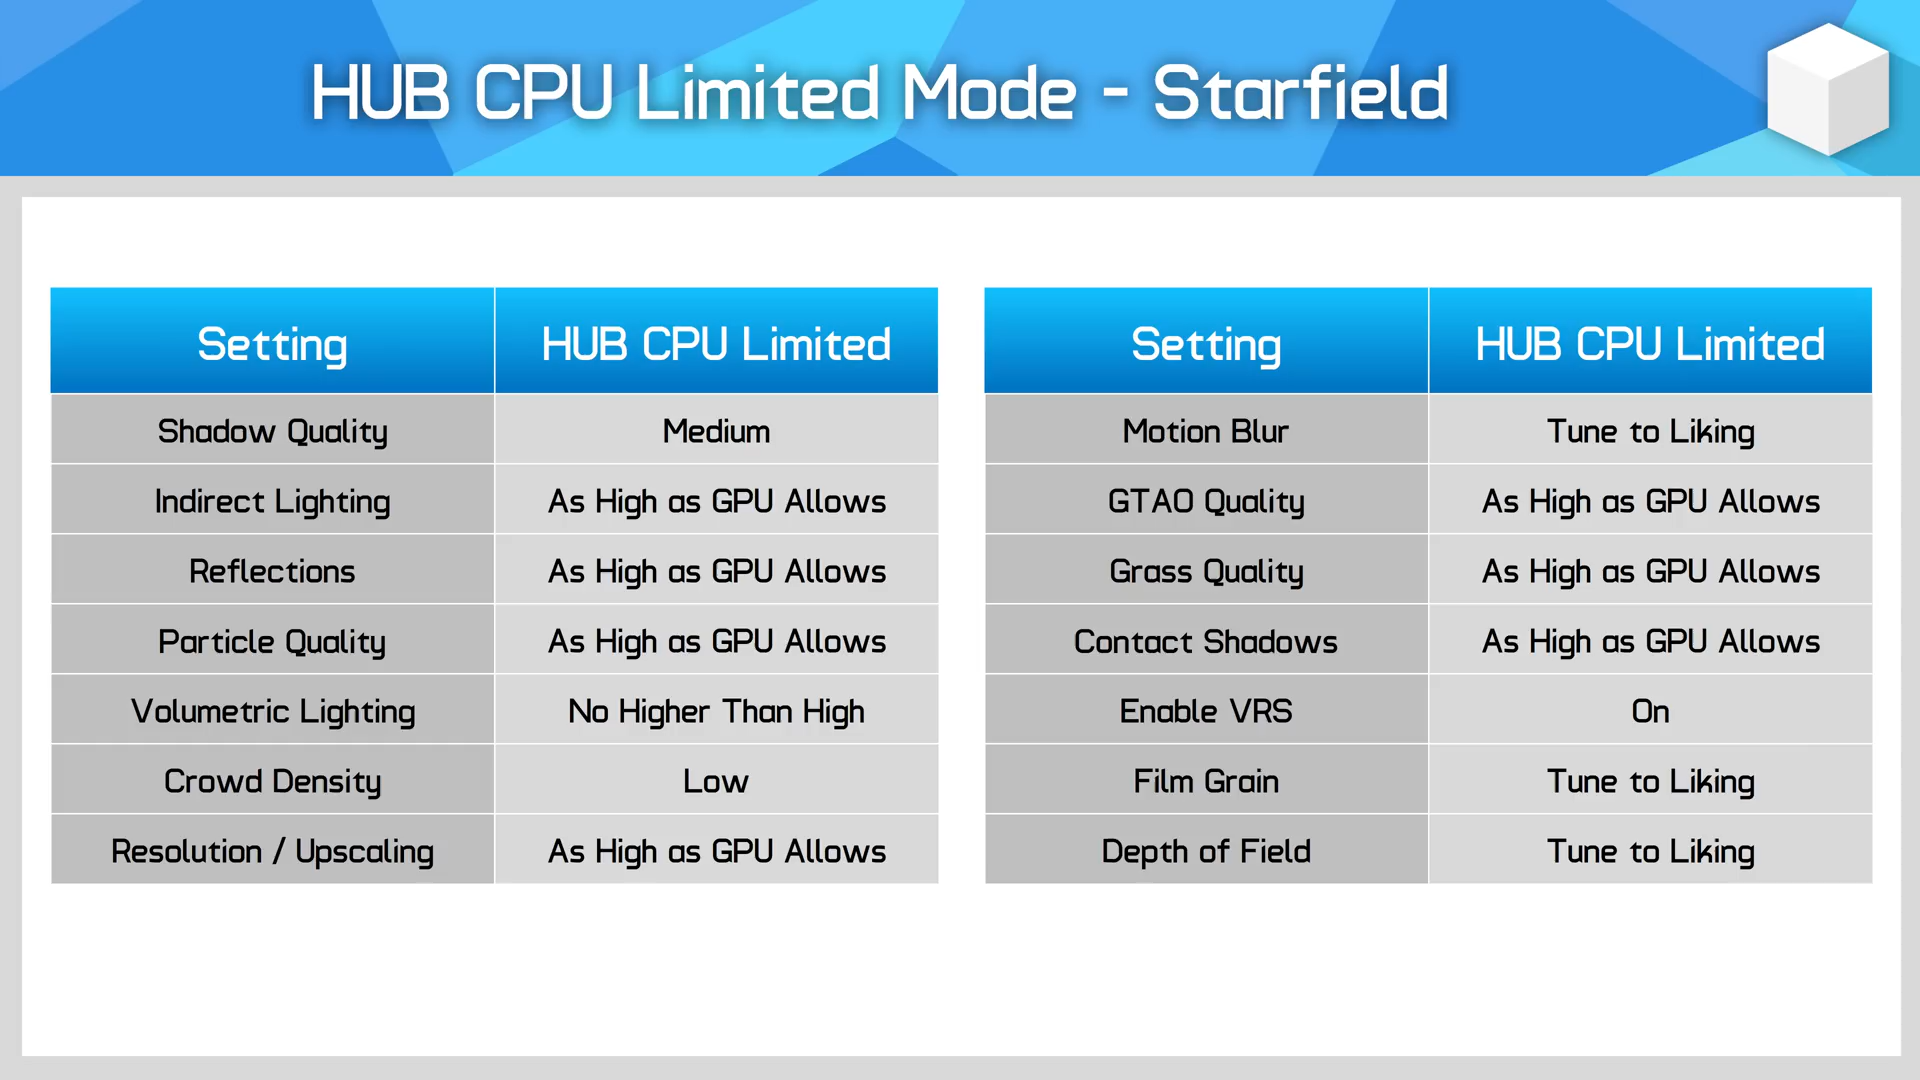 HUB CPU Limited Mode - Starfield
Setting HUB CPU Limited
Shadow Quality Medium
Indirect Lighting As High as GPU Allows
Reflections As High as GPU Allows
Particle Quality As High as GPU Allows
Volumetric Lighting No Higher Than High
Crowd Density Low
Resolution / Upscaling As High as GPU Allows
Setting HUB CPU Limited
Motion Blur Tune to Liking
GTAO Quality As High as GPU Allows
Grass Quality As High as GPU Allows
Contact Shadows As High as GPU Allows
Enable VRS On
Film Grain Tune to Liking
Depth of Field Tune to Liking